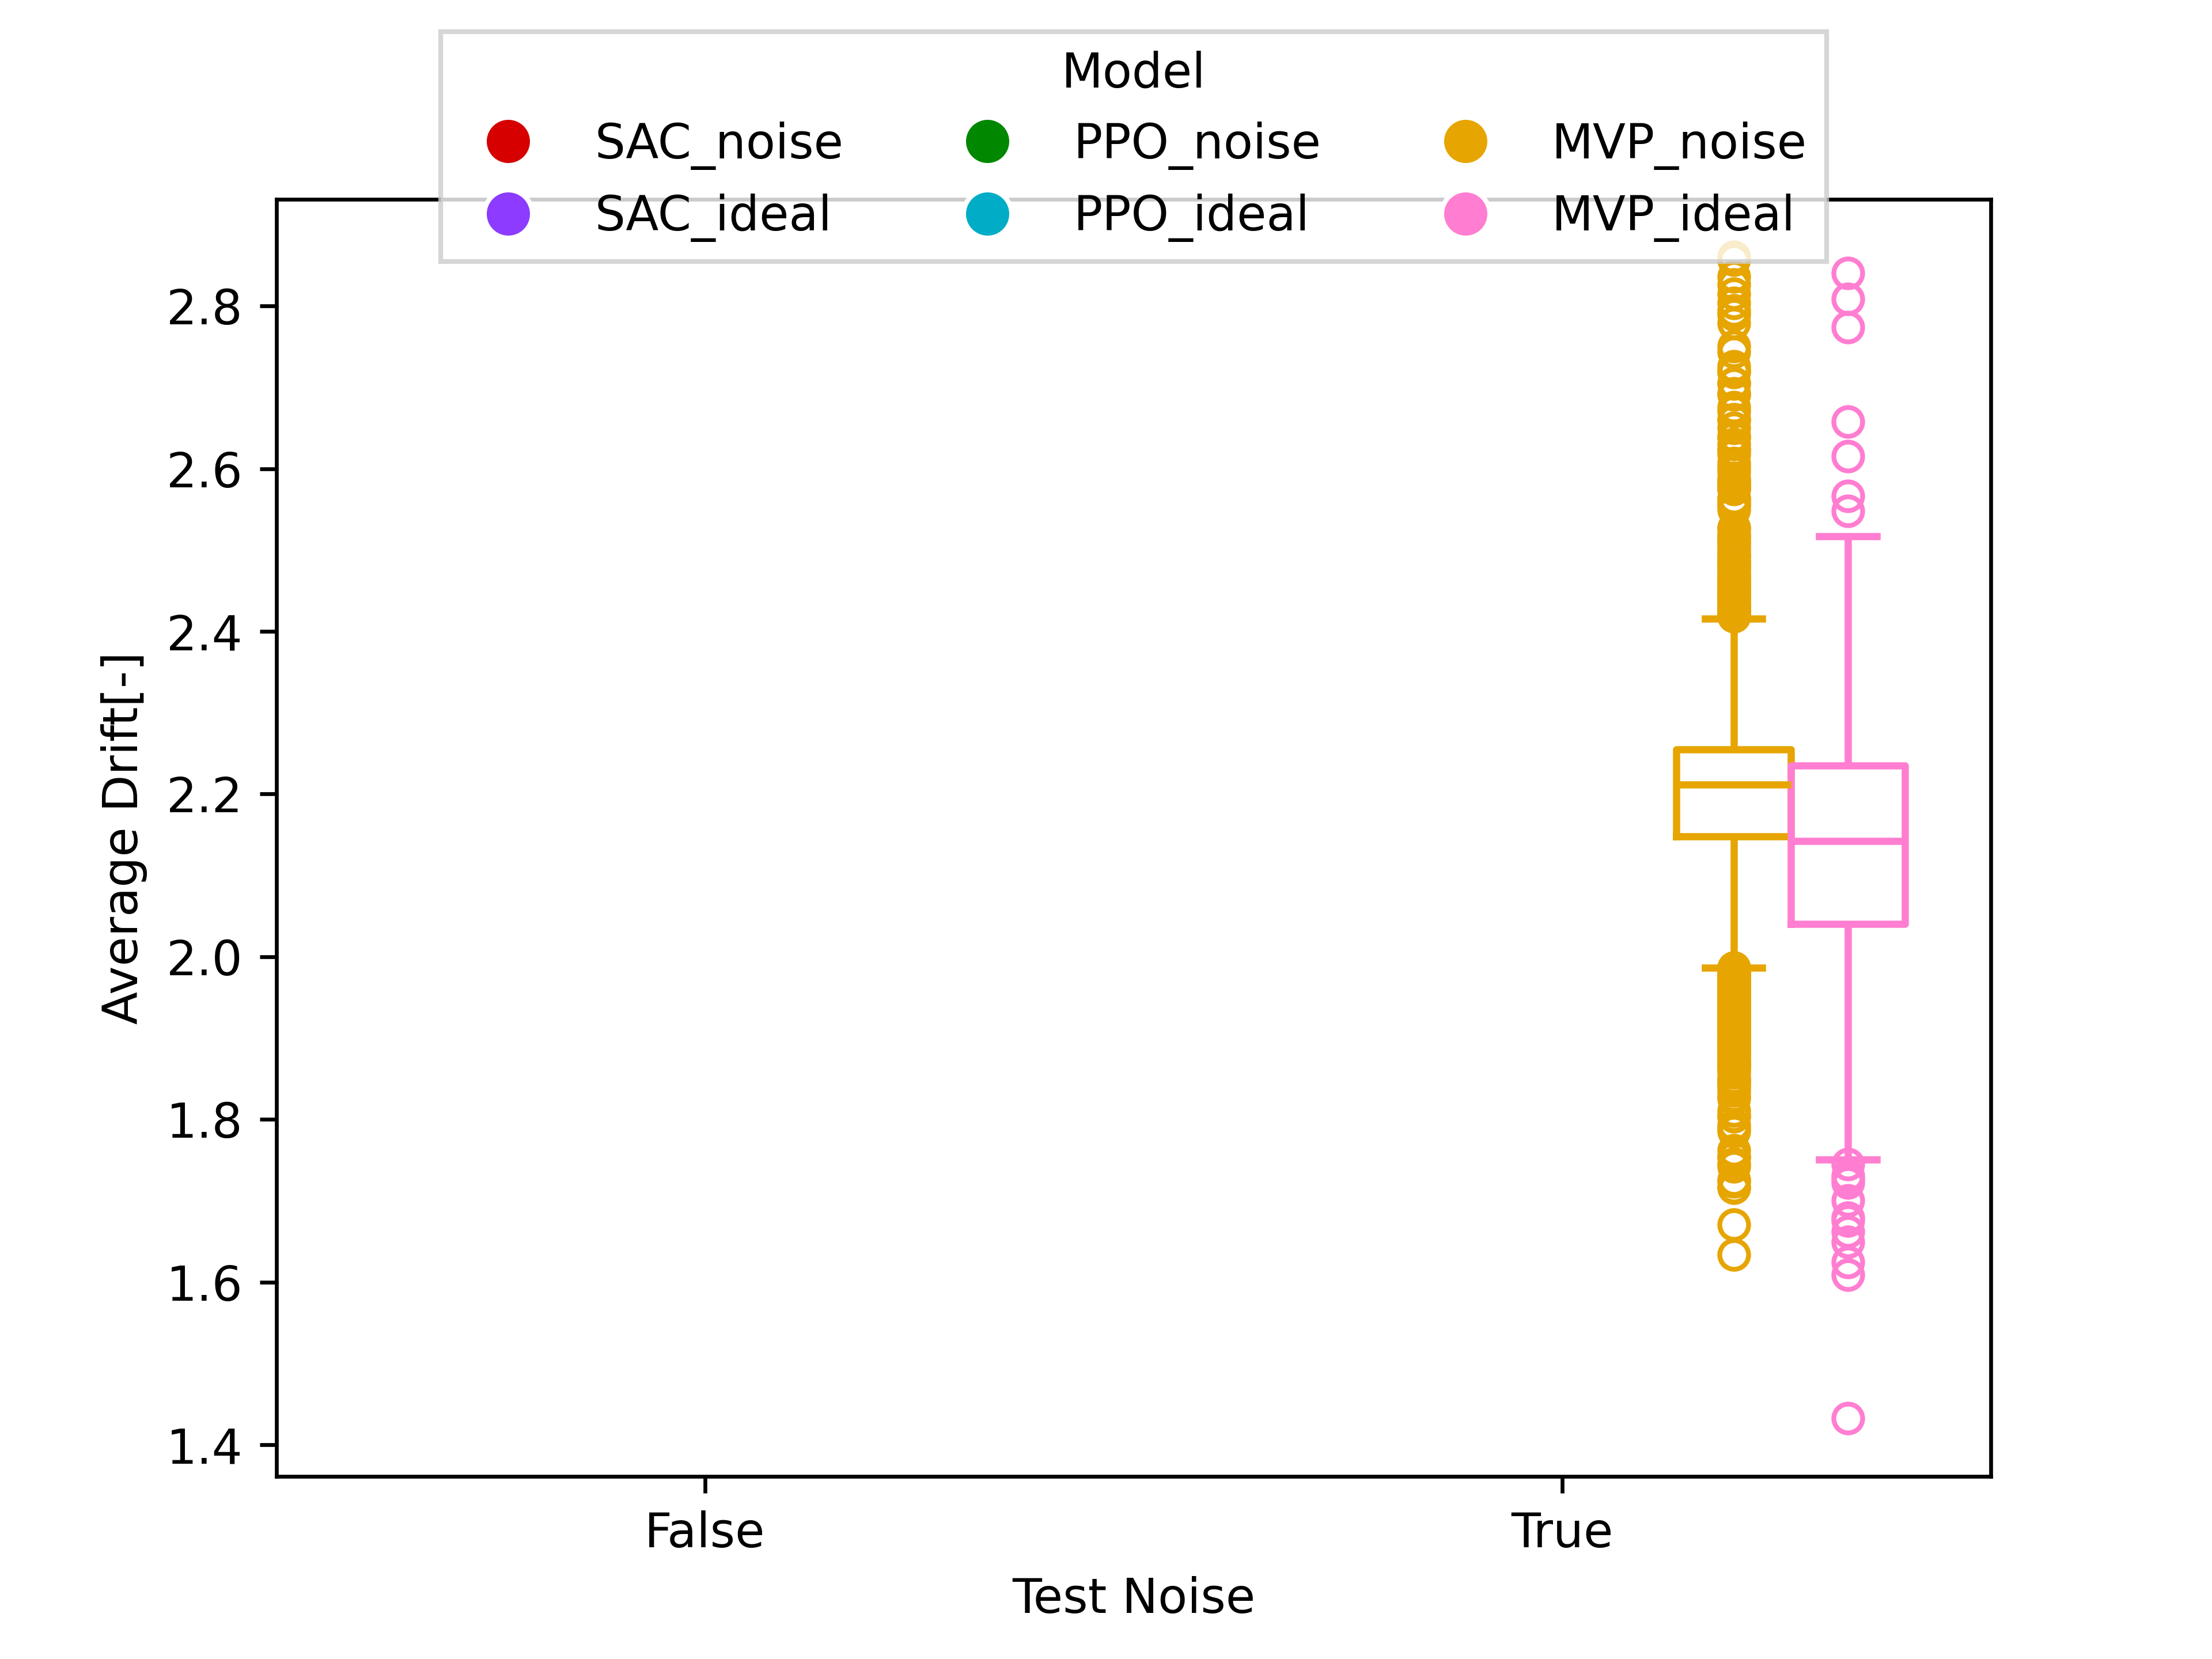 Model
SAC_noise PPO_noise MVP_noise
SAC_ideal PPO_ideal MVP_ideal
2.8
2.6
2.4
2.2
2.0
1.8
1.6
1.4
Average Drift[-]
False True
Test Noise